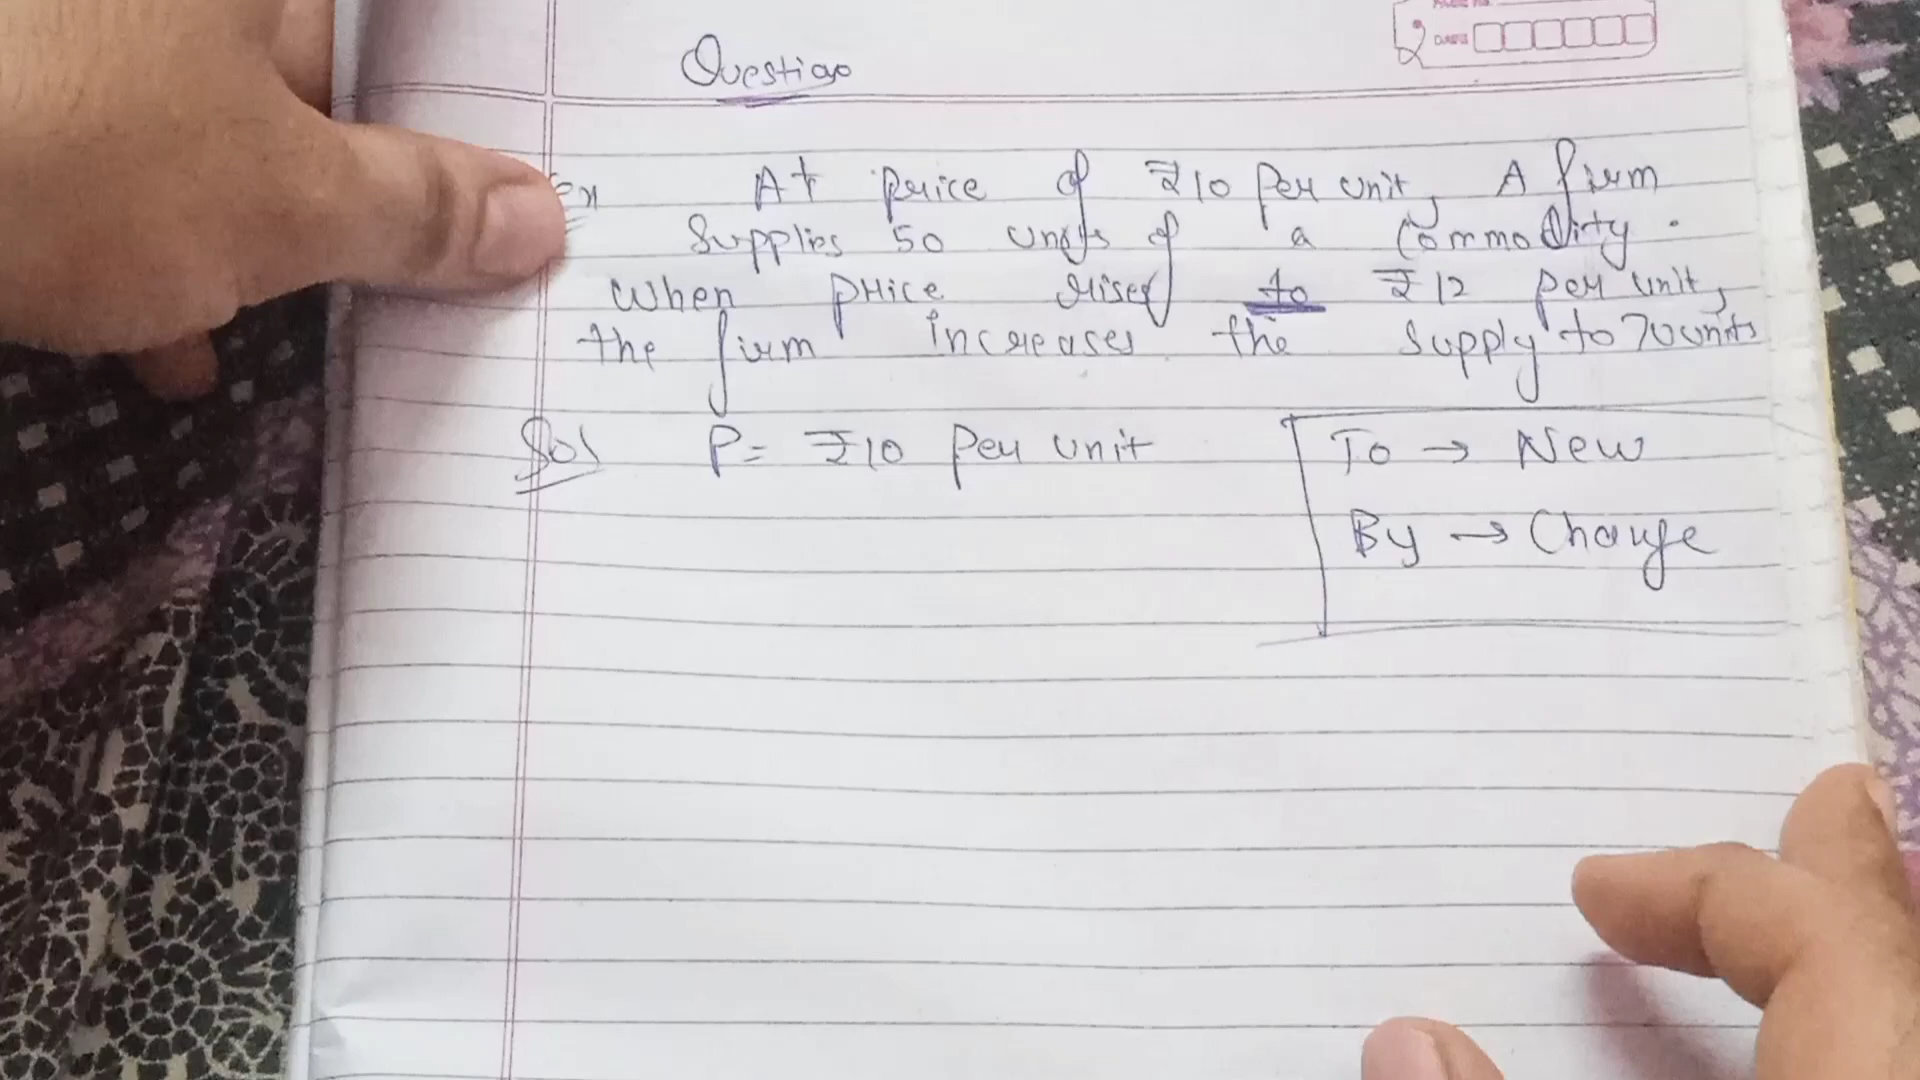 Question
Ex At price of ₹10 per unit, A firm
Supplies 50 units of a Commodity.
When price rises to ₹12 per unit,
the firm increases the supply to 70 units
Sol P = ₹10 per unit
To → New
By → Change